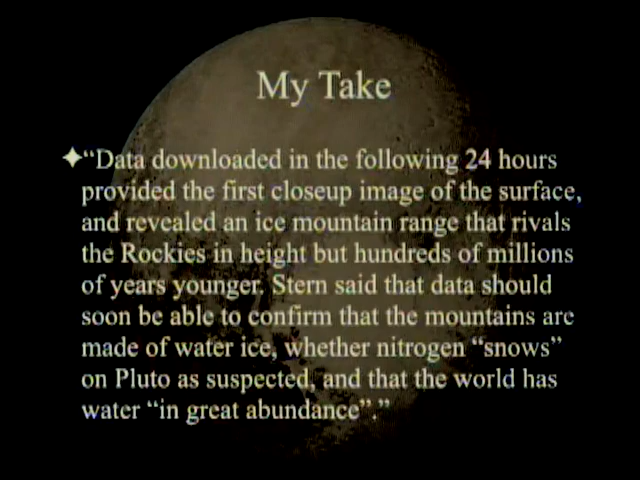 My Take
“Data downloaded in the following 24 hours
provided the first closeup image of the surface,
and revealed an ice mountain range that rivals
the Rockies in height but hundreds of millions
of years younger. Stern said that data should
soon be able to confirm that the mountains are
made of water ice, whether nitrogen “snows”
on Pluto as suspected, and that the world has
water “in great abundance”.”